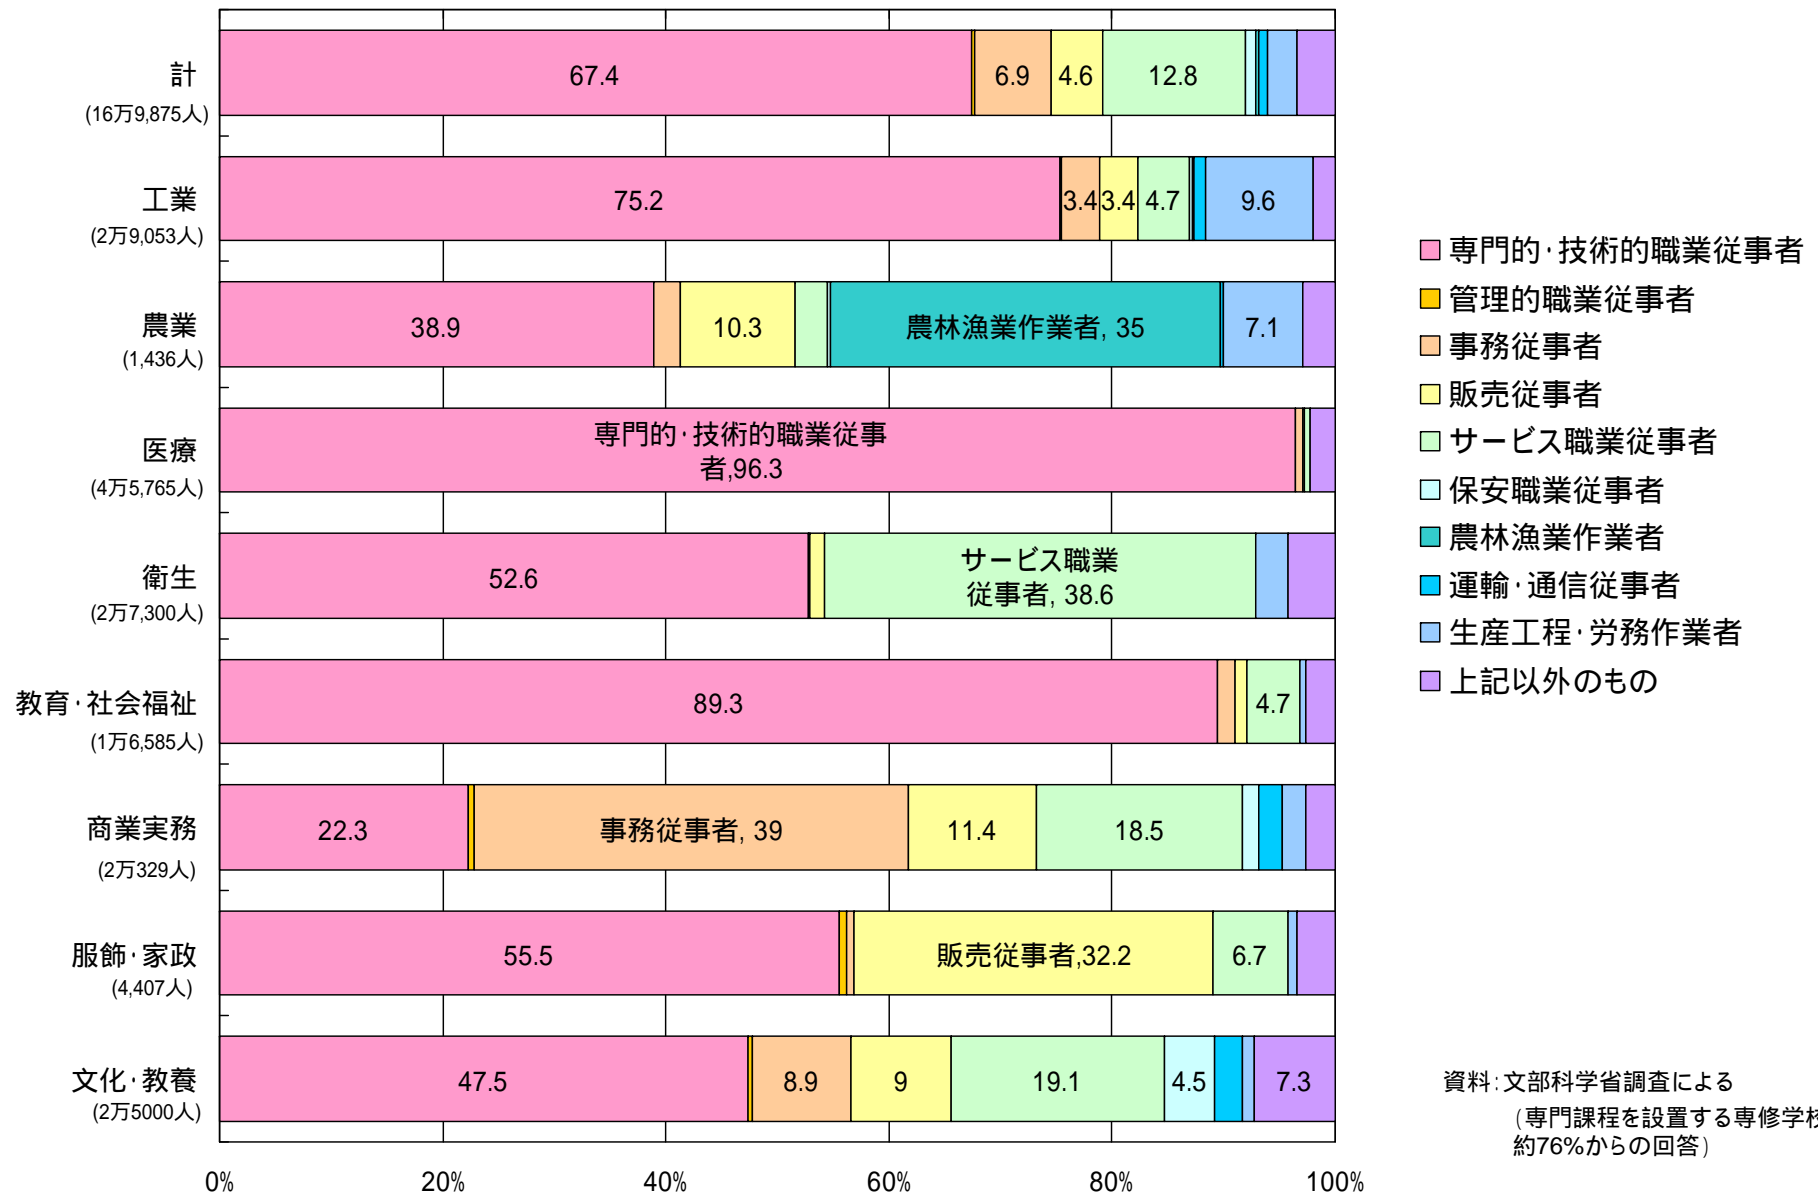 計
(16万9,875人)
67.4
6.9
4.6
12.8
工業
(2万9,053人)
75.2
3.4
3.4
4.7
9.6
農業
(1,436人)
38.9
10.3
農林漁業作業者, 35
7.1
医療
(4万5,765人)
専門的・技術的職業従事
者,96.3
衛生
(2万7,300人)
52.6
サービス職業
従事者, 38.6
教育・社会福祉
(1万6,585人)
89.3
4.7
商業実務
(2万329人)
22.3
事務従事者, 39
11.4
18.5
服飾・家政
(4,407人)
55.5
販売従事者,32.2
6.7
文化・教養
(2万5000人)
47.5
8.9
9
19.1
4.5
7.3
0%
20%
40%
60%
80%
100%
専門的・技術的職業従事者
管理的職業従事者
事務従事者
販売従事者
サービス職業従事者
保安職業従事者
農林漁業作業者
運輸・通信従事者
生産工程・労務作業者
上記以外のもの
資料:文部科学省調査による
(専門課程を設置する専修学校
約76%からの回答)